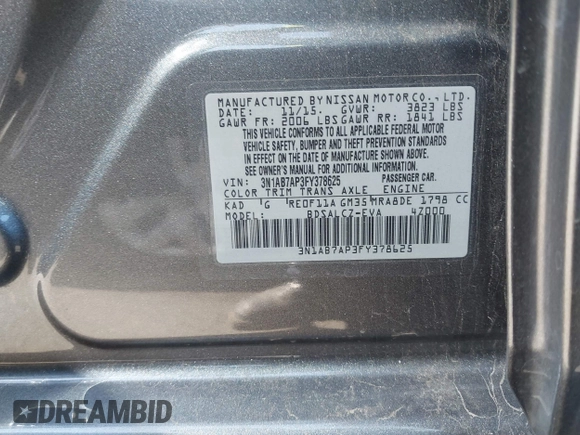 MANUFACTURED BY NISSAN MOTOR CO., LTD.
DATE: 11/15. GVWR: 3823 LBS
GAWR FR: 2006 LBS GAWR RR: 1841 LBS
THIS VEHICLE CONFORMS TO ALL APPLICABLE FEDERAL MOTOR
VEHICLE SAFETY, BUMPER AND THEFT PREVENTION STANDARDS
IN EFFECT ON THE DATE OF MANUFACTURE SHOWN ABOVE.
SEE OWNER'S MANUAL FOR ADDITIONAL INFORMATION.
VIN: 3N1AB7AP3FY378625 PASSENGER CAR
COLOR TRIM TRANS AXLE ENGINE
KAD G RE0F11A GM35 MRA8DE 1798 CC
MODEL: BDSALCZ-EVA 47000
3N1AB7AP3FY378625
DREAMBID